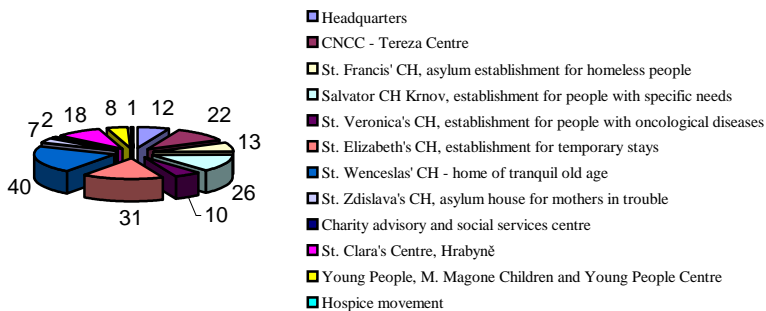 2 18 8 1 12
7 22
13
40 26
31 10
Headquarters
CNCC - Tereza Centre
St. Francis' CH, asylum establishment for homeless people
Salvator CH Krnov, establishment for people with specific needs
St. Veronica's CH, establishment for people with oncological diseases
St. Elizabeth's CH, establishment for temporary stays
St. Wenceslas' CH - home of tranquil old age
St. Zdislava's CH, asylum house for mothers in trouble
Charity advisory and social services centre
St. Clara's Centre, Hrabyně
Young People, M. Magone Children and Young People Centre
Hospice movement